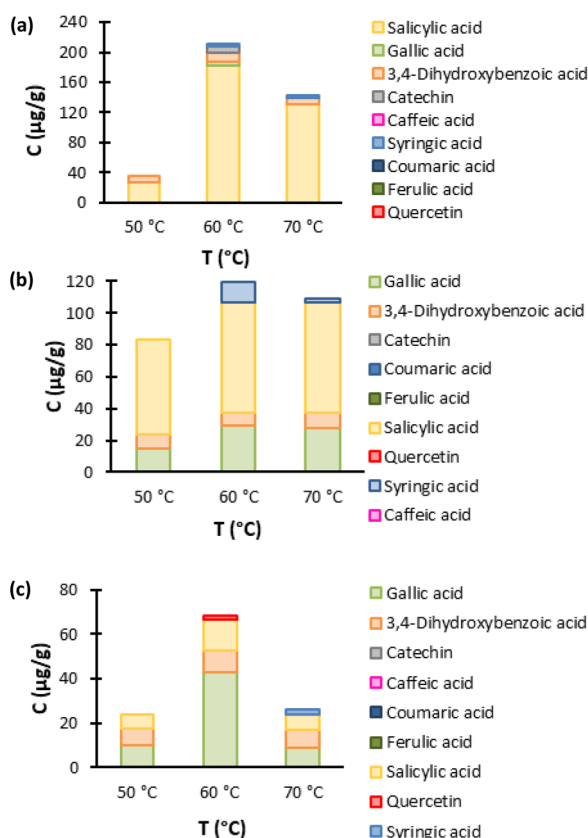 (a)
240
200
160
120
80
40
0
C (µg/g)
50 °C 60 °C 70 °C
T (°C)
Salicylic acid
Gallic acid
3,4-Dihydroxybenzoic acid
Catechin
Caffeic acid
Syringic acid
Coumaric acid
Ferulic acid
Quercetin
(b)
120
100
80
60
40
20
0
C (µg/g)
50 °C 60 °C 70 °C
T (°C)
Gallic acid
3,4-Dihydroxybenzoic acid
Catechin
Coumaric acid
Ferulic acid
Salicylic acid
Quercetin
Syringic acid
Caffeic acid
(c)
80
60
40
20
0
C (µg/g)
50 °C 60 °C 70 °C
T (°C)
Gallic acid
3,4-Dihydroxybenzoic acid
Catechin
Caffeic acid
Coumaric acid
Ferulic acid
Salicylic acid
Quercetin
Syringic acid